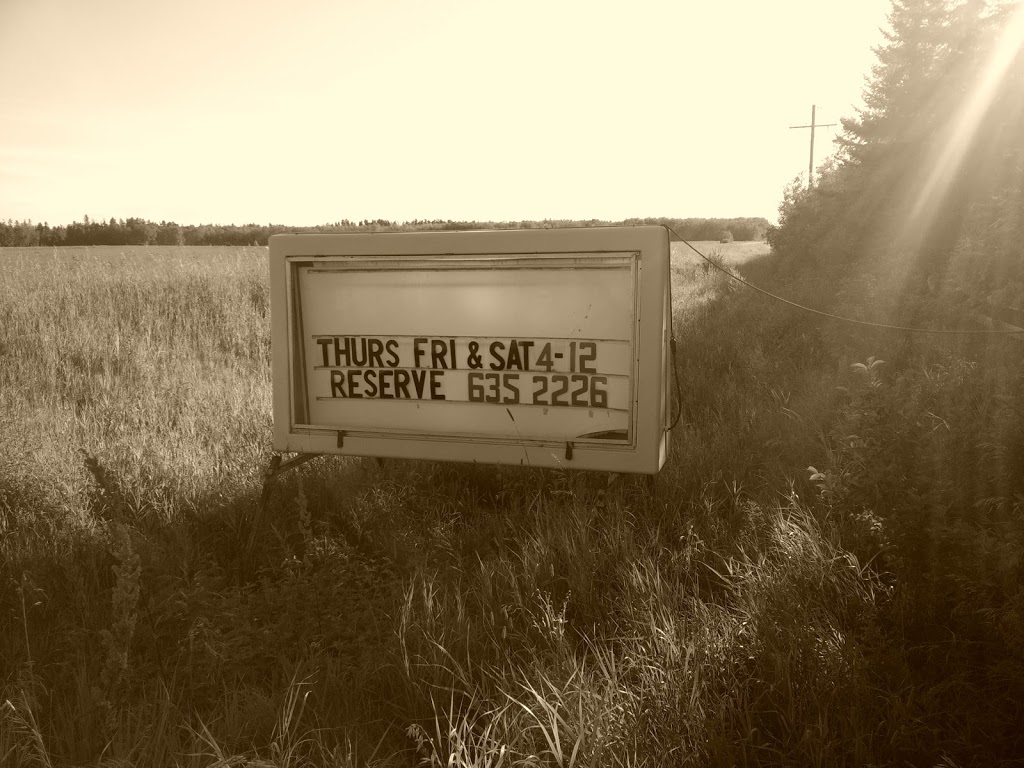 THURS FRI & SAT 4-12
RESERVE 635 2226